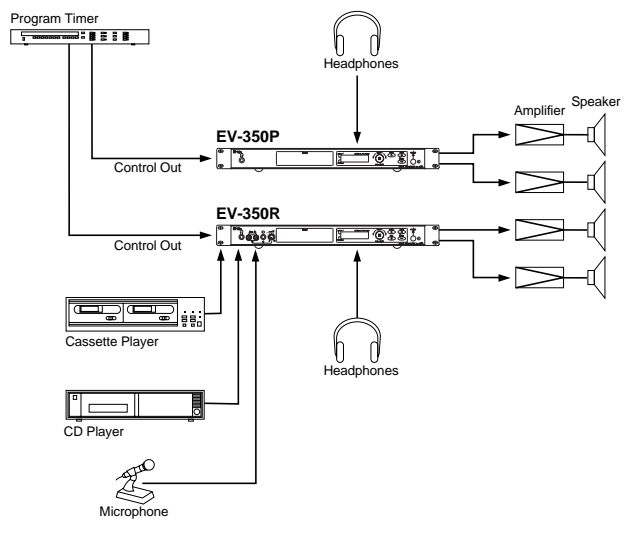 Program Timer
Headphones
Amplifier
Speaker
EV-350P
Control Out
EV-350R
Control Out
Cassette Player
Headphones
CD Player
Microphone